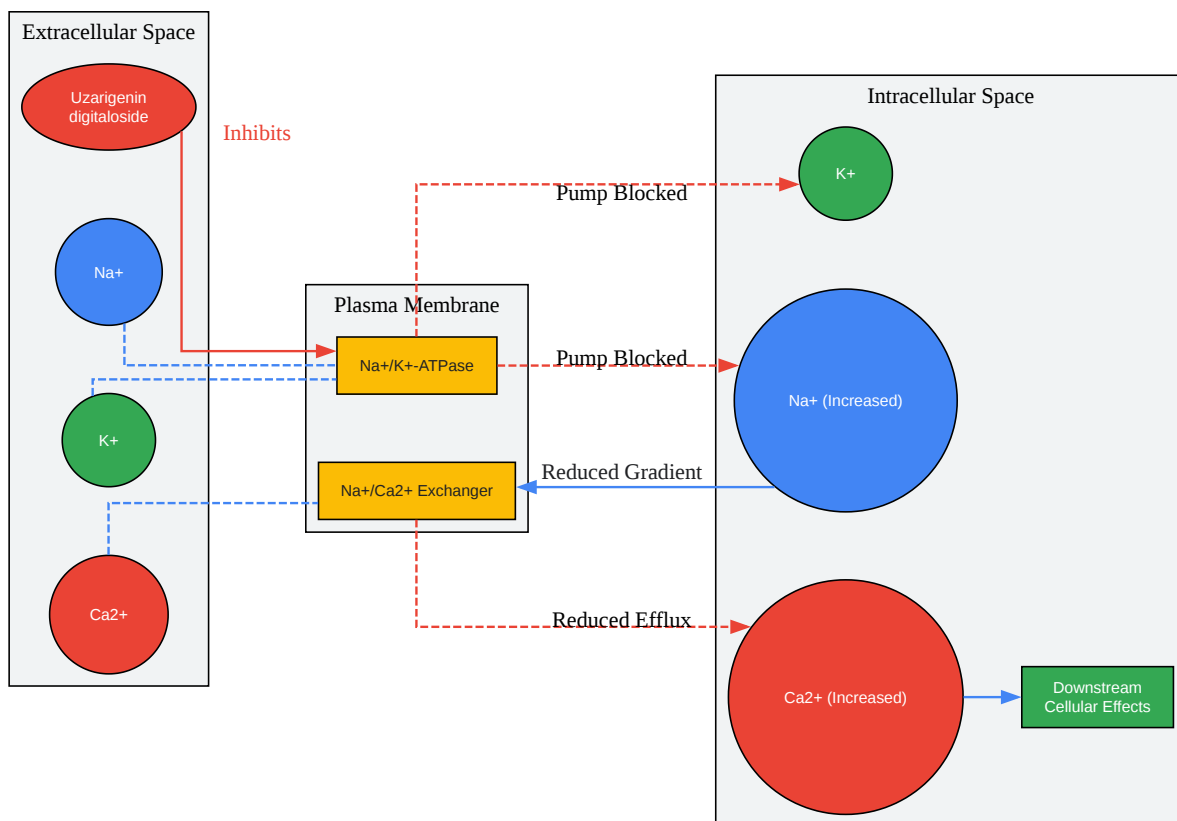 Extracellular Space
Uzarigenin
digitaloside
Inhibits
Na+
K+
Ca2+
Plasma Membrane
Na+/K+-ATPase
Na+/Ca2+ Exchanger
Pump Blocked
Pump Blocked
Reduced Gradient
Reduced Efflux
Intracellular Space
K+
Na+ (Increased)
Ca2+ (Increased)
Downstream
Cellular Effects